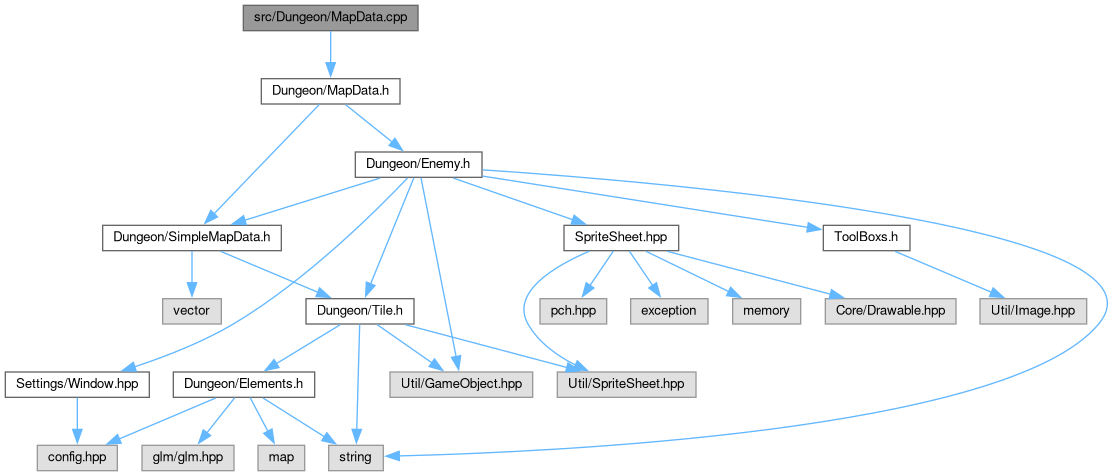 src/Dungeon/MapData.cpp
Dungeon/MapData.h
Dungeon/Enemy.h
Dungeon/SimpleMapData.h
SpriteSheet.hpp
ToolBoxs.h
vector
Dungeon/Tile.h
pch.hpp
exception
memory
Core/Drawable.hpp
Util/Image.hpp
Settings/Window.hpp
Dungeon/Elements.h
Util/GameObject.hpp
Util/SpriteSheet.hpp
config.hpp
glm/glm.hpp
map
string